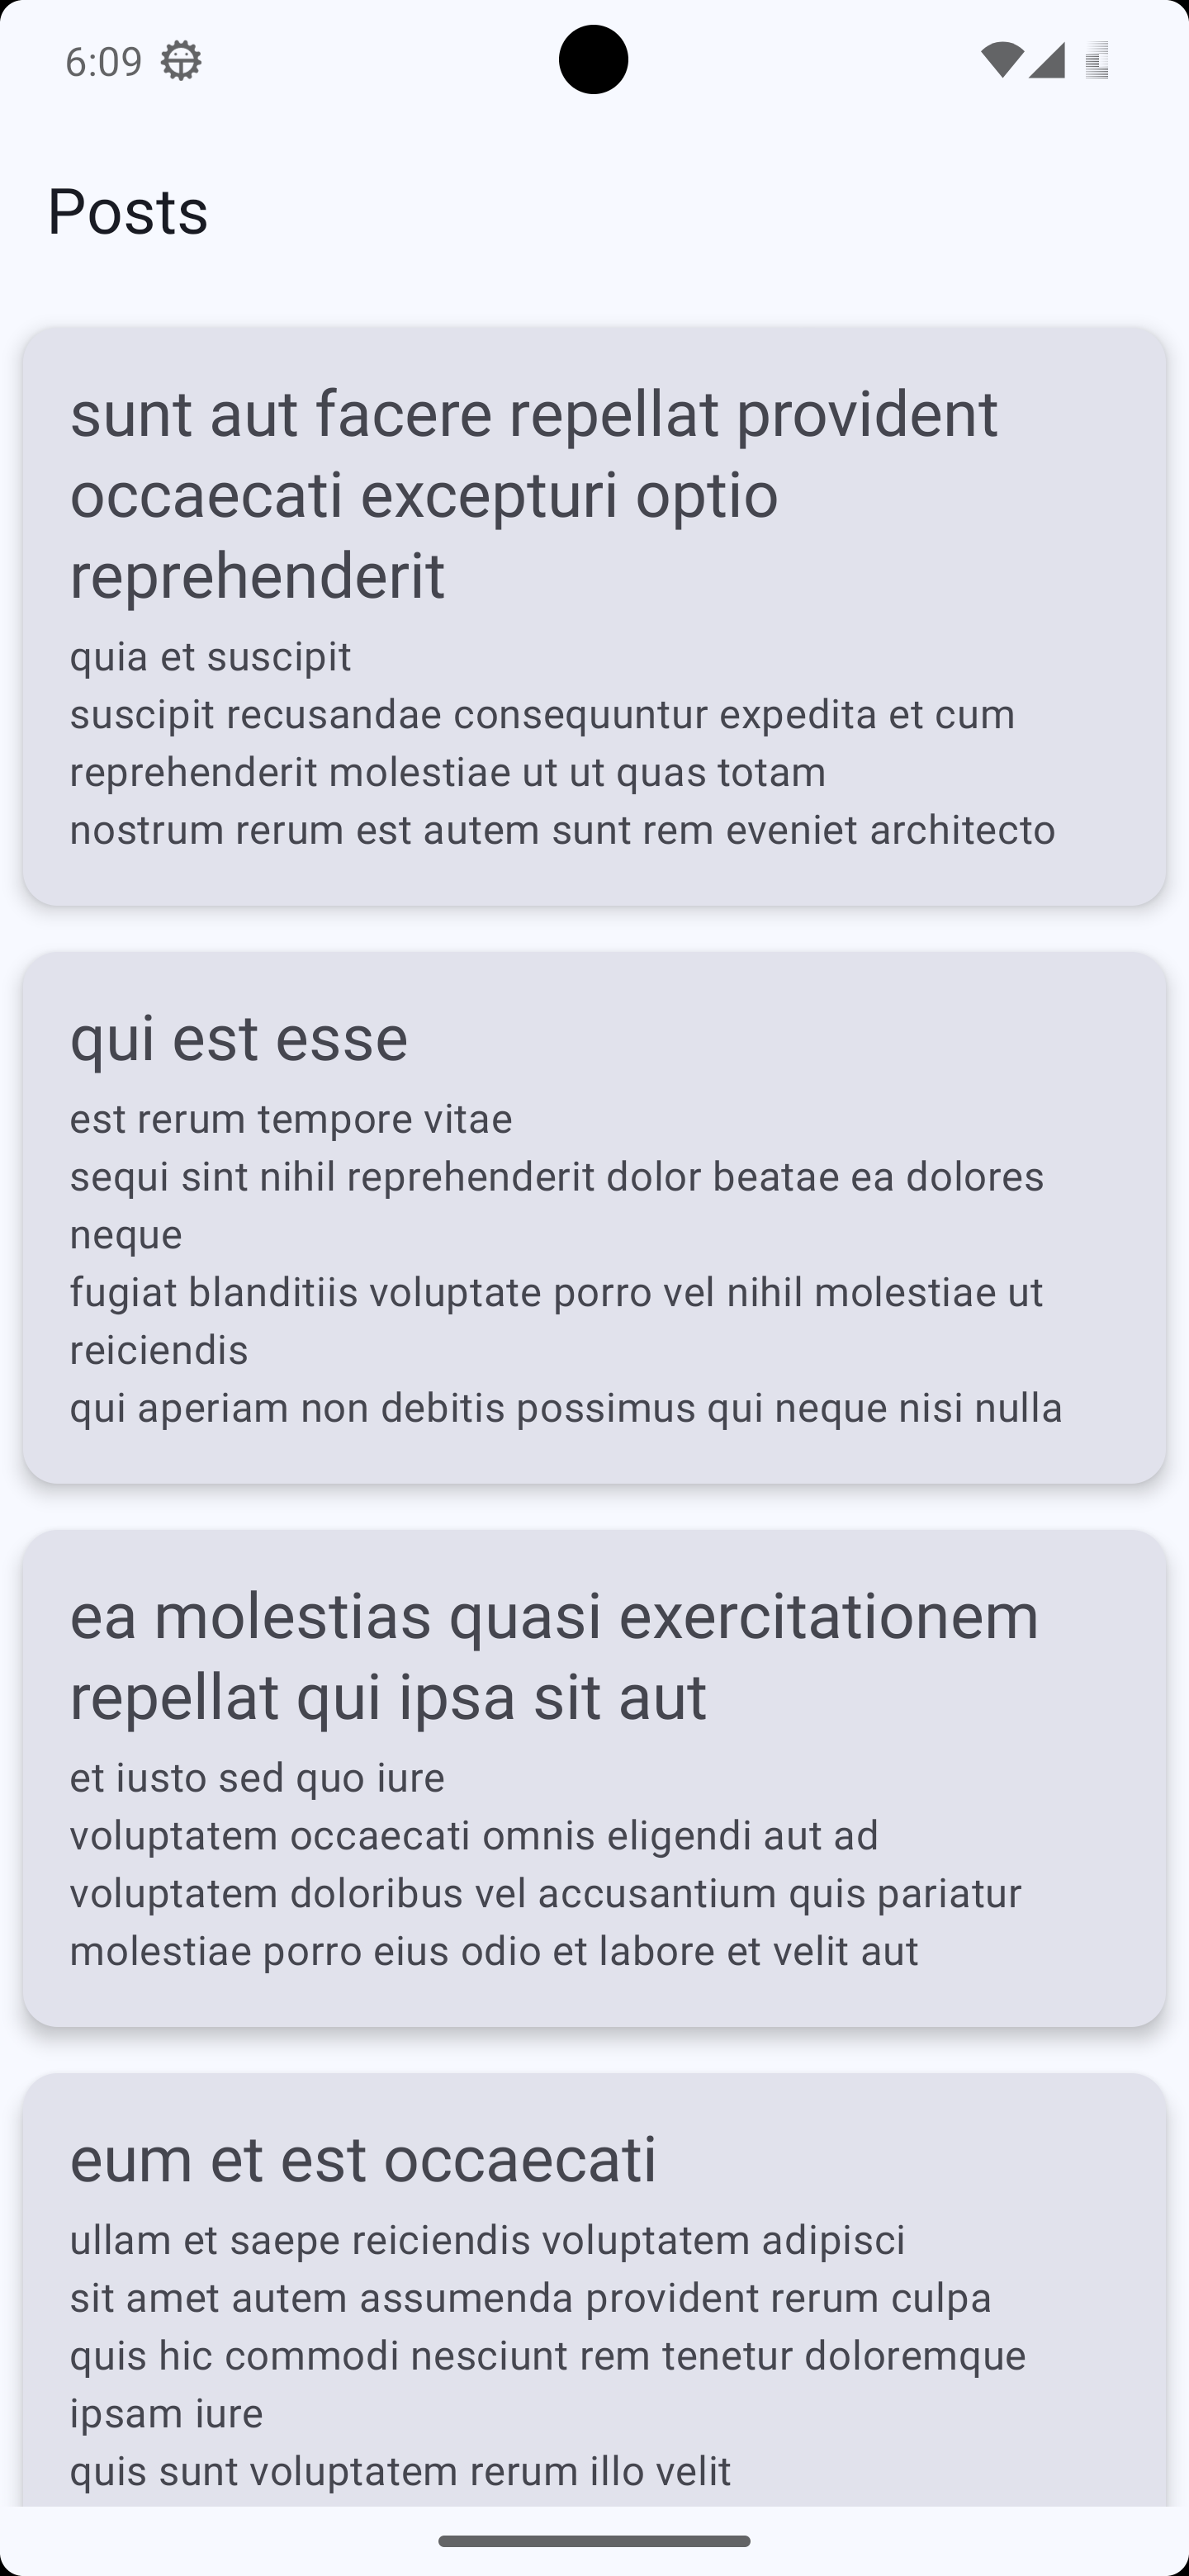 6:09
Posts
sunt aut facere repellat provident
occaecati excepturi optio
reprehenderit
quia et suscipit
suscipit recusandae consequuntur expedita et cum
reprehenderit molestiae ut ut quas totam
nostrum rerum est autem sunt rem eveniet architecto
qui est esse
est rerum tempore vitae
sequi sint nihil reprehenderit dolor beatae ea dolores
neque
fugiat blanditiis voluptate porro vel nihil molestiae ut
reiciendis
qui aperiam non debitis possimus qui neque nisi nulla
ea molestias quasi exercitationem
repellat qui ipsa sit aut
et iusto sed quo iure
voluptatem occaecati omnis eligendi aut ad
voluptatem doloribus vel accusantium quis pariatur
molestiae porro eius odio et labore et velit aut
eum et est occaecati
ullam et saepe reiciendis voluptatem adipisci
sit amet autem assumenda provident rerum culpa
quis hic commodi nesciunt rem tenetur doloremque
ipsam iure
quis sunt voluptatem rerum illo velit